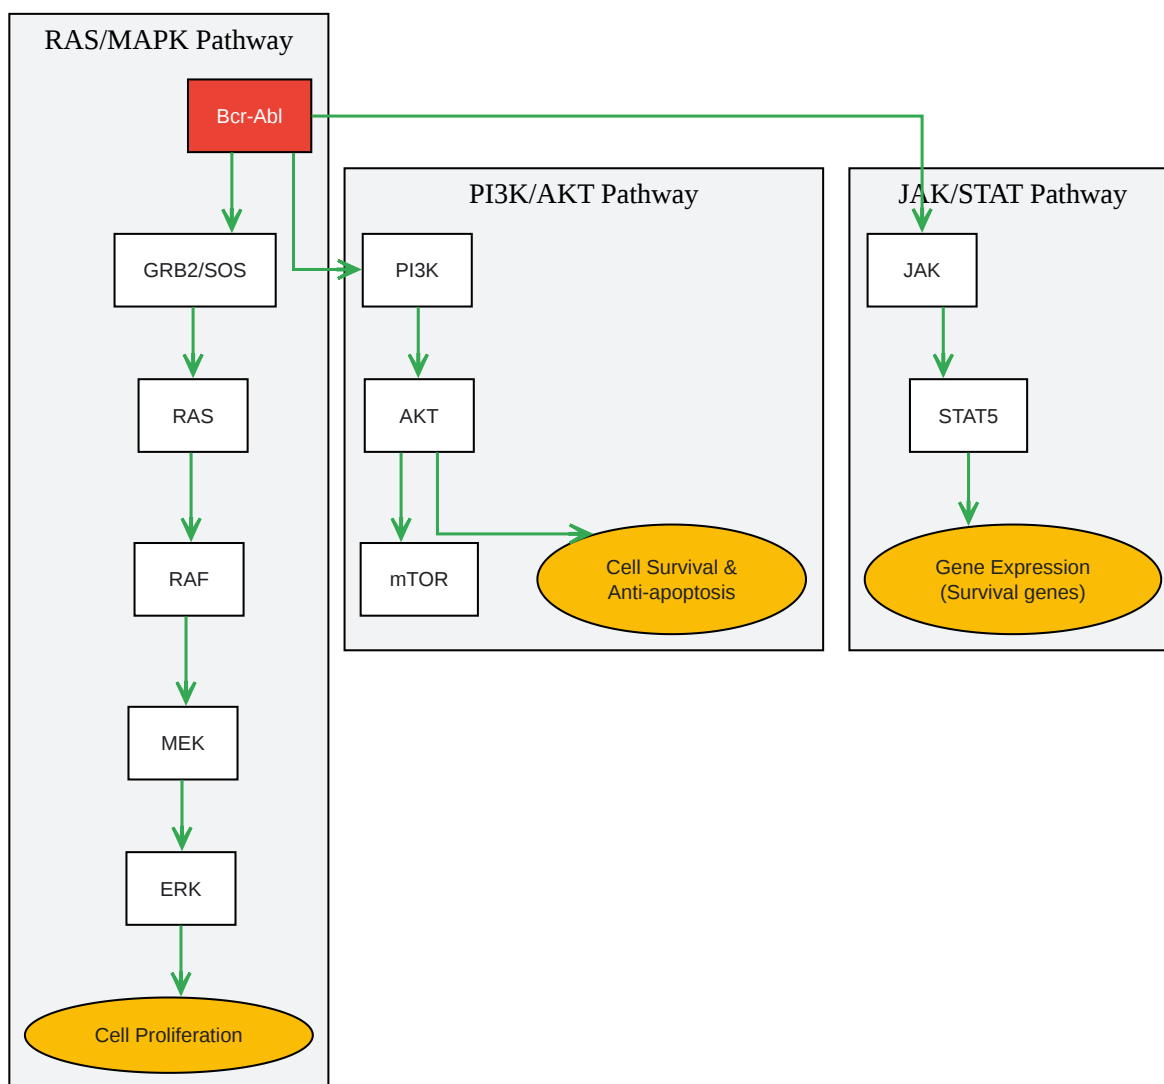 RAS/MAPK Pathway
Bcr-Abl
GRB2/SOS
RAS
RAF
MEK
ERK
Cell Proliferation
PI3K/AKT Pathway
PI3K
AKT
mTOR
Cell Survival &
Anti-apoptosis
JAK/STAT Pathway
JAK
STAT5
Gene Expression
(Survival genes)